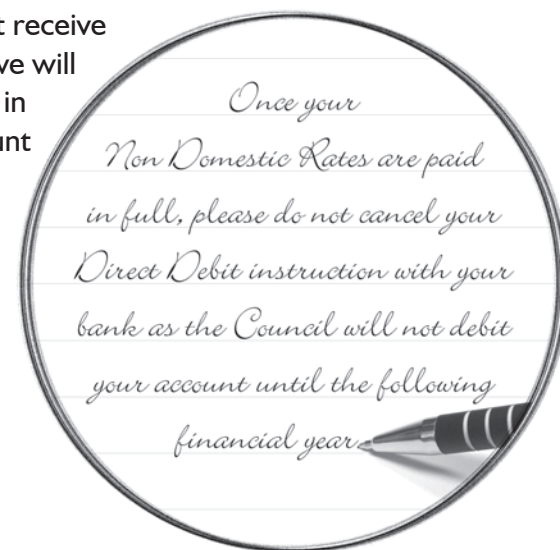 t receive
we will
in
unt
Once your
Non Domestic Rates are paid
in full, please do not cancel your
Direct Debit instruction with your
bank as the Council will not debit
your account until the following
financial year